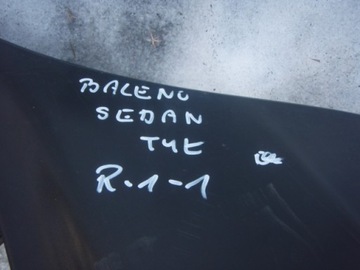 BALENO
SEDAN
TYŁ
R-1-1